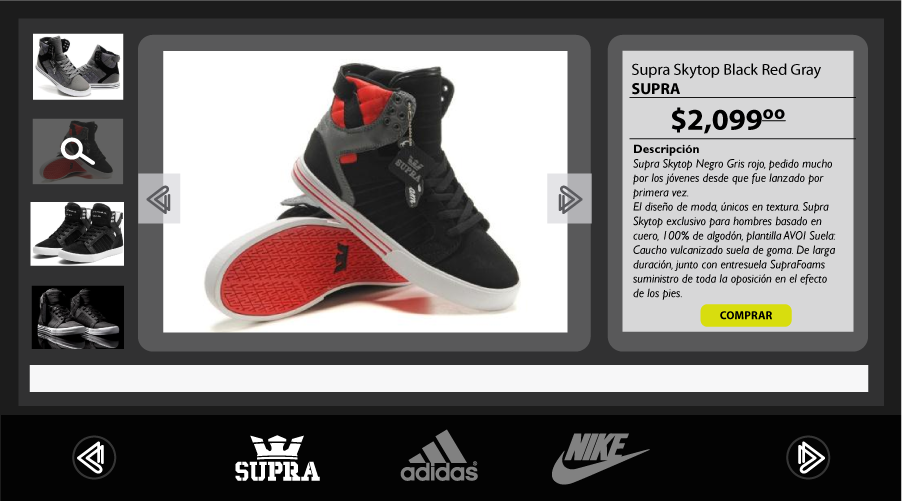 Supra Skytop Black Red Gray
SUPRA
$2,099⁰⁰
Descripción
Supra Skytop Negro Gris rojo, pedido mucho
por los jóvenes desde que fue lanzado por
primera vez.
El diseño de moda, únicos en textura. Supra
Skytop exclusivo para hombres basado en
cuero, 100% de algodón, plantilla AVOI Suela:
Caucho vulcanizado suela de goma. De larga
duración, junto con entresuela SupraFoams
suministro de toda la oposición en el efecto
de los pies.
COMPRAR
SUPRA
SUPRA
adidas
NIKE